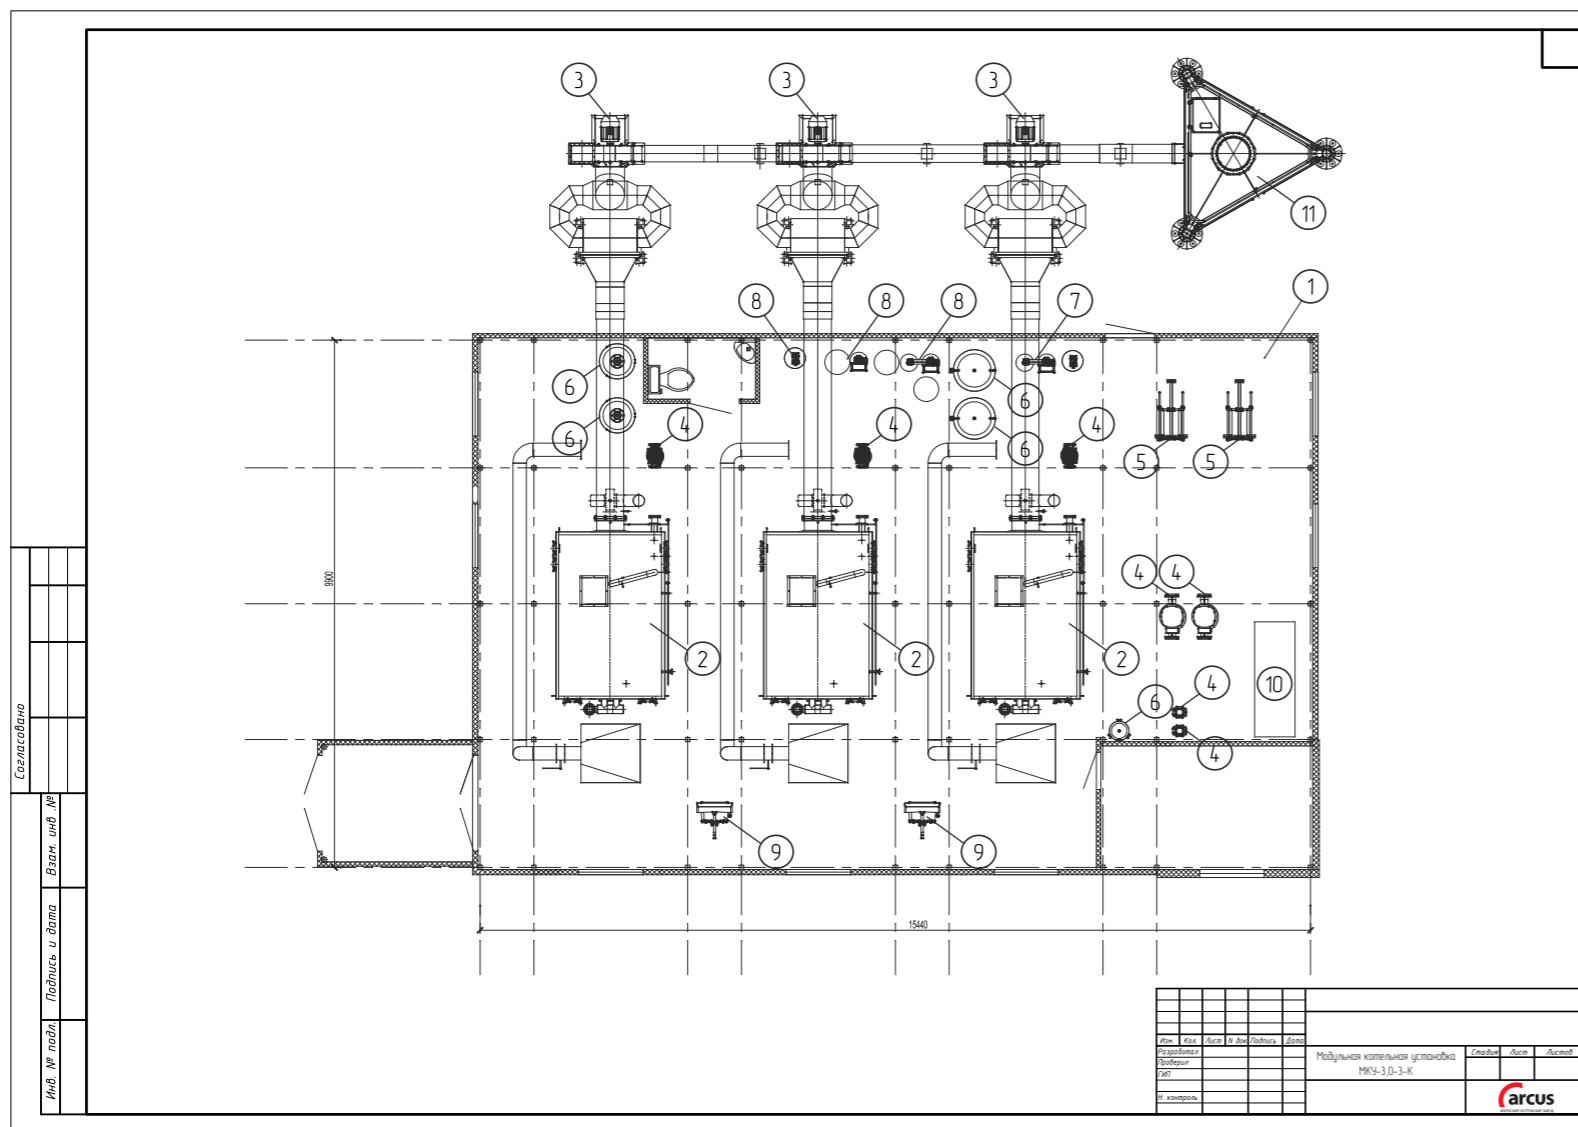 3
3
3
11
1
8
8
8
7
6
6
6
6
4
4
4
5
5
9900
4
4
2
2
2
10
4
6
4
9
9
15440
Согласовано
Взам. инв .№
Подпись и дата
Инв. № подл.
Изм. Кол. Лист N док. Подпись Дата
Разработал
Проверил
ГИП
Н. контроль
Модульная котельная установка
МКУ-3,0-3-К
Стадия Лист Листов
arcus